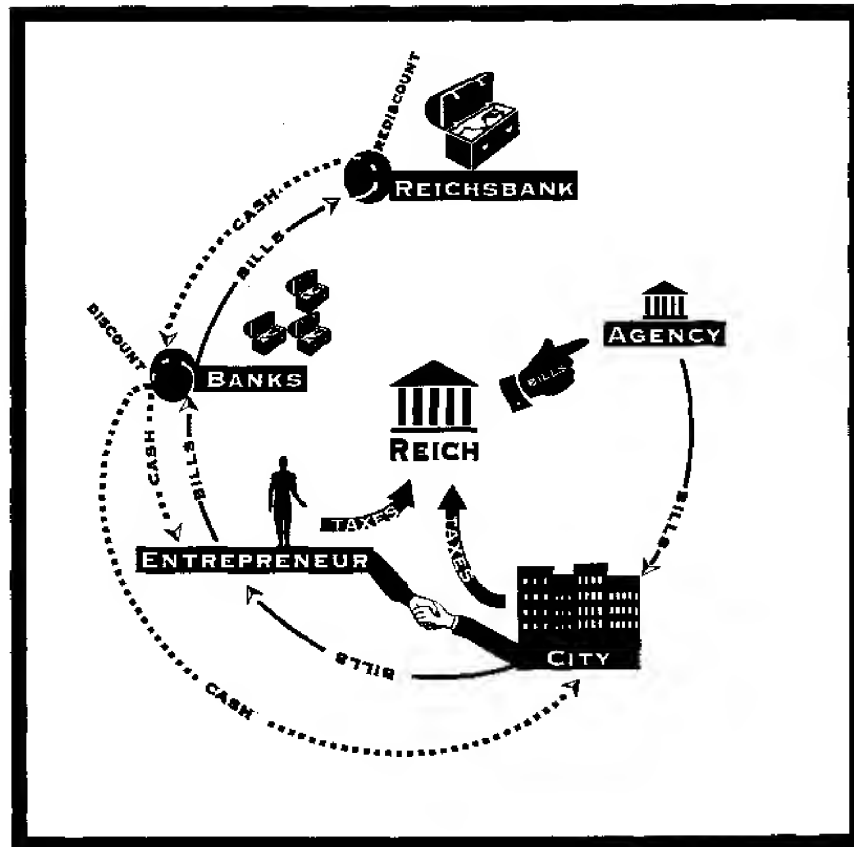 REDISCOUNT
REICHSBANK
CASH
BILLS
DISCOUNT
BANKS
AGENCY
BILLS
REICH
CASH
BILLS
TAXES
TAXES
BILLS
ENTREPRENEUR
BILLS
CITY
CASH